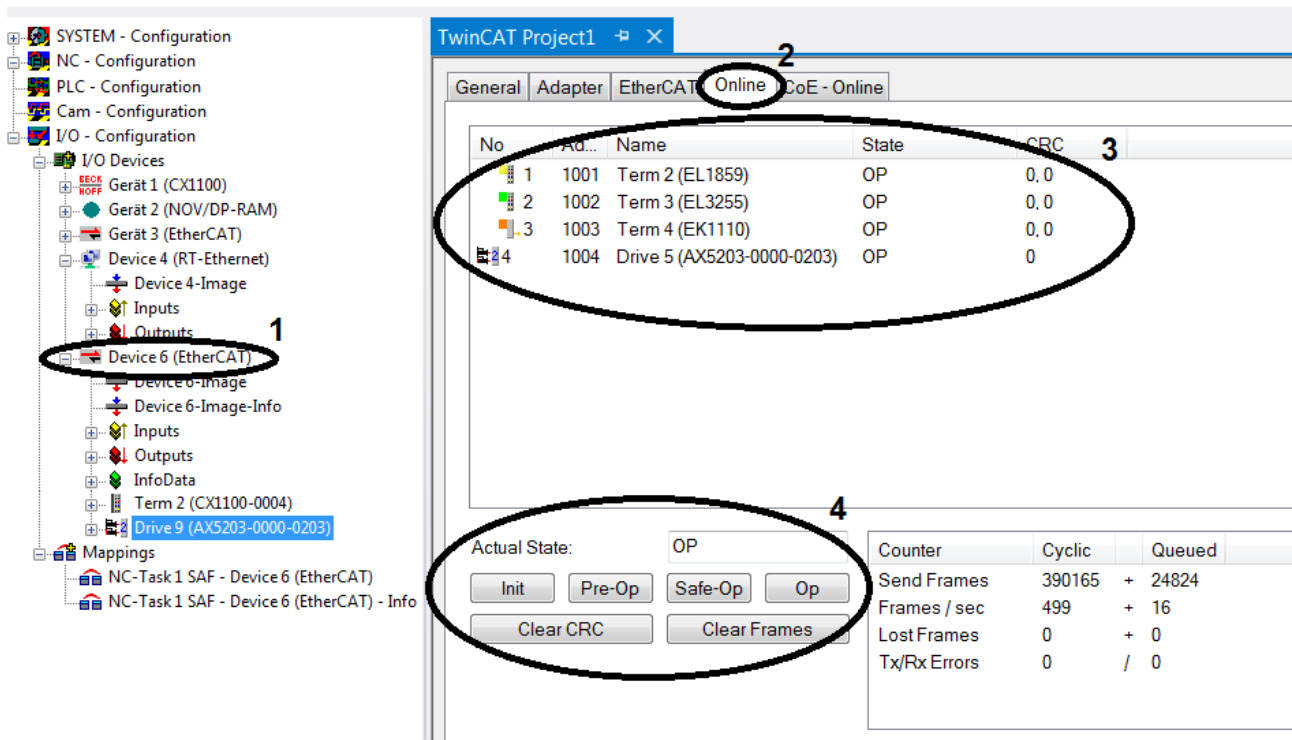 SYSTEM - Configuration
NC - Configuration
PLC - Configuration
Cam - Configuration
I/O - Configuration
I/O Devices
BECK
HOFF
Gerät 1 (CX1100)
Gerät 2 (NOV/DP-RAM)
Gerät 3 (EtherCAT)
Device 4 (RT-Ethernet)
Device 4-Image
Inputs
Outputs
1
Device 6 (EtherCAT)
Device 6-Image
Device 6-Image-Info
Inputs
Outputs
InfoData
Term 2 (CX1100-0004)
2 Drive 9 (AX5203-0000-0203)
Mappings
NC-Task 1 SAF - Device 6 (EtherCAT)
NC-Task 1 SAF - Device 6 (EtherCAT) - Info
TwinCAT Project1
2
General Adapter EtherCAT Online CoE - Online
No Ad... Name State CRC
3
1 1001 Term 2 (EL1859) OP 0, 0
2 1002 Term 3 (EL3255) OP 0, 0
3 1003 Term 4 (EK1110) OP 0, 0
2 4 1004 Drive 5 (AX5203-0000-0203) OP 0
4
Actual State: OP
Init Pre-Op Safe-Op Op
Clear CRC Clear Frames
Counter Cyclic Queued
Send Frames 390165 + 24824
Frames / sec 499 + 16
Lost Frames 0 + 0
Tx/Rx Errors 0 / 0